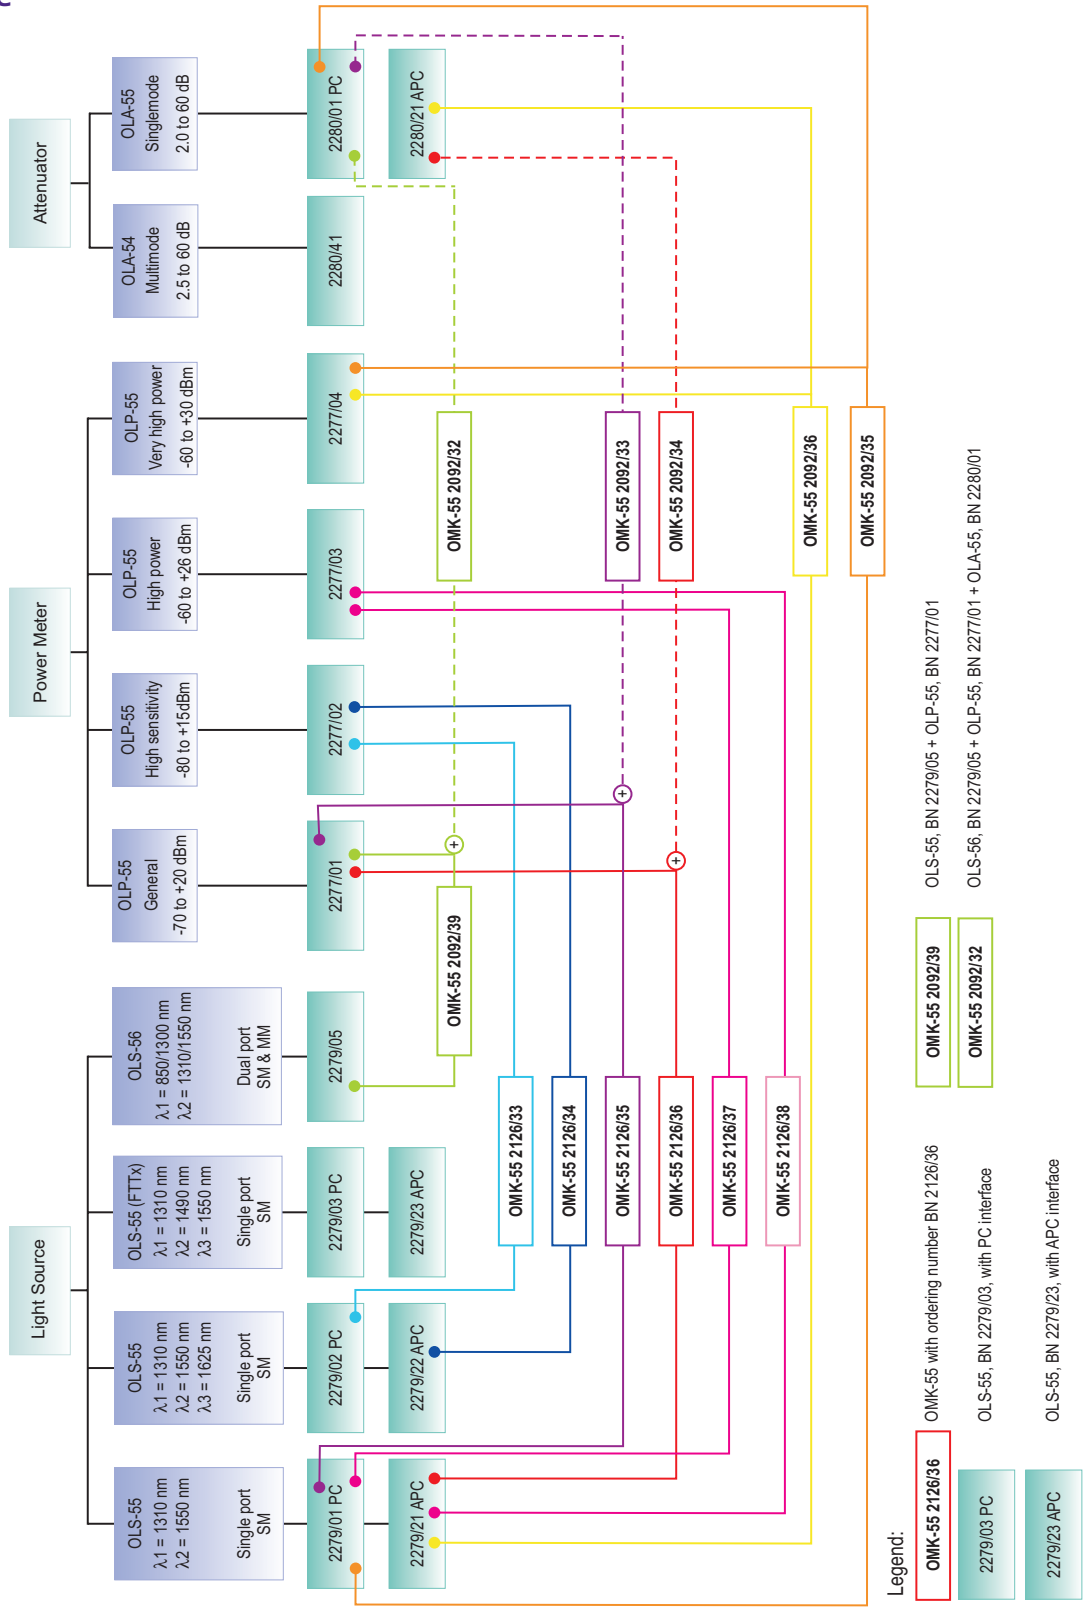 Light Source
Power Meter
Attenuator
OLS-55
λ1 = 1310 nm
λ2 = 1550 nm
Single port
SM
OLS-55
λ1 = 1310 nm
λ2 = 1550 nm
λ3 = 1625 nm
Single port
SM
OLS-55 (FTTx)
λ1 = 1310 nm
λ2 = 1490 nm
λ3 = 1550 nm
Single port
SM
OLS-56
λ1 = 850/1300 nm
λ2 = 1310/1550 nm
Dual port
SM & MM
OLP-55
General
-70 to +20 dBm
OLP-55
High sensitivity
-80 to +15dBm
OLP-55
High power
-60 to +26 dBm
OLP-55
Very high power
-60 to +30 dBm
OLA-54
Multimode
2.5 to 60 dB
OLA-55
Singlemode
2.0 to 60 dB
2279/01 PC
2279/02 PC
2279/03 PC
2279/05
2277/01
2277/02
2277/03
2277/04
2280/41
2280/01 PC
2279/21 APC
2279/22 APC
2279/23 APC
2280/21 APC
OMK-55 2092/39
+
OMK-55 2092/32
OMK-55 2126/33
OMK-55 2126/34
OMK-55 2126/35
+
OMK-55 2092/33
OMK-55 2126/36
+
OMK-55 2092/34
OMK-55 2126/37
OMK-55 2126/38
OMK-55 2092/36
OMK-55 2092/35
Legend:
OMK-55 2126/36
OMK-55 with ordering number BN 2126/36
2279/03 PC
OLS-55, BN 2279/03, with PC interface
2279/23 APC
OLS-55, BN 2279/23, with APC interface
OMK-55 2092/39
OLS-55, BN 2279/05 + OLP-55, BN 2277/01
OMK-55 2092/32
OLS-56, BN 2279/05 + OLP-55, BN 2277/01 + OLA-55, BN 2280/01